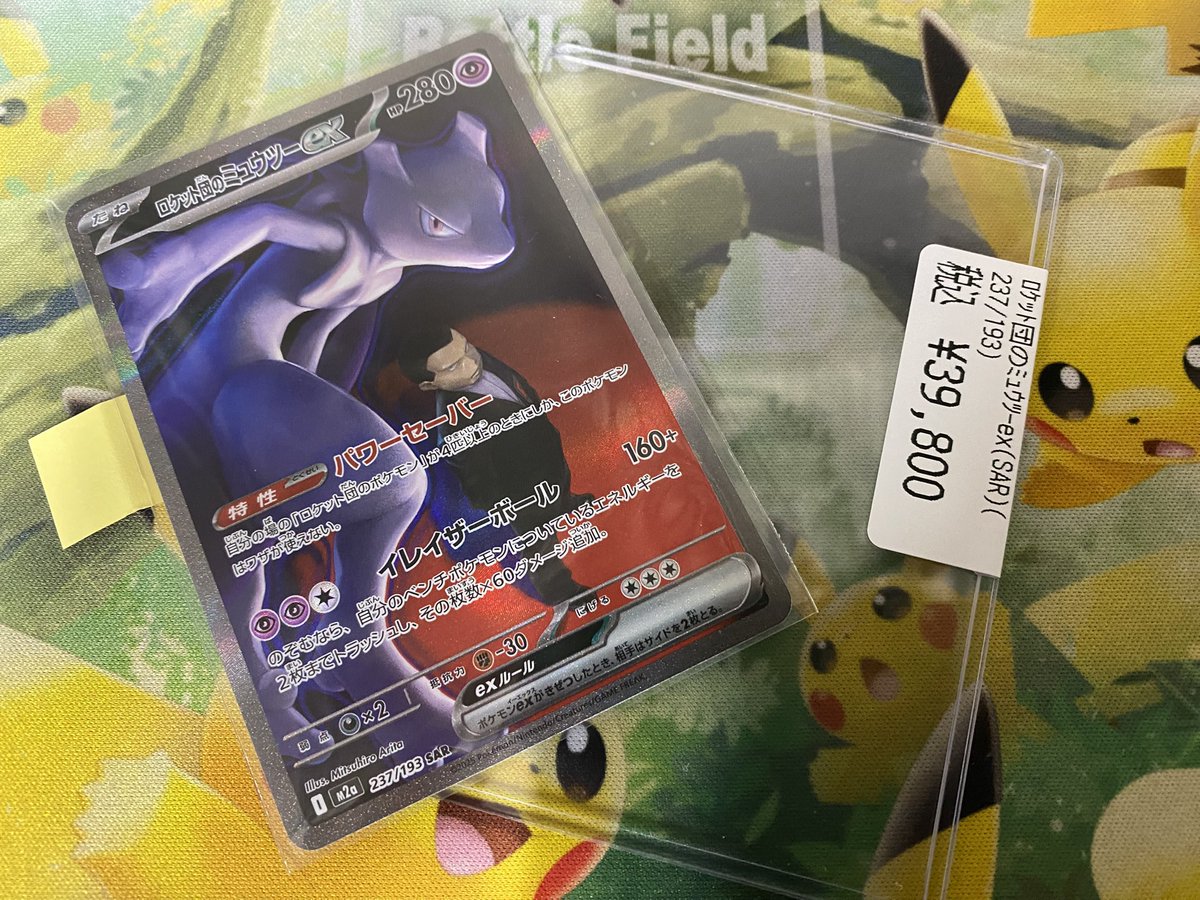 Battle Field
たね
ロケット団のミュウツーex
HP280
特性 とくせい
パワーセーバー
自分の場の「ロケット団のポケモン」が4匹以上のときにしか、このポケモン
はワザが使えない。
イレイザーボール 160+
のぞむなら、自分のベンチポケモンについているエネルギーを
2枚までトラッシュし、その枚数×60ダメージ追加。
弱点 ×2
抵抗力 -30
にげる
exルール
ポケモンexがきぜつしたとき、相手はサイドを2枚とる。
Illus. Mitsuhiro Arita
I M2a 237/193 SAR
©2025 Pokémon/Nintendo/Creatures/GAME FREAK.
ロケット団のミュウツーex(SAR)(
237/193)
税込 ¥39,800